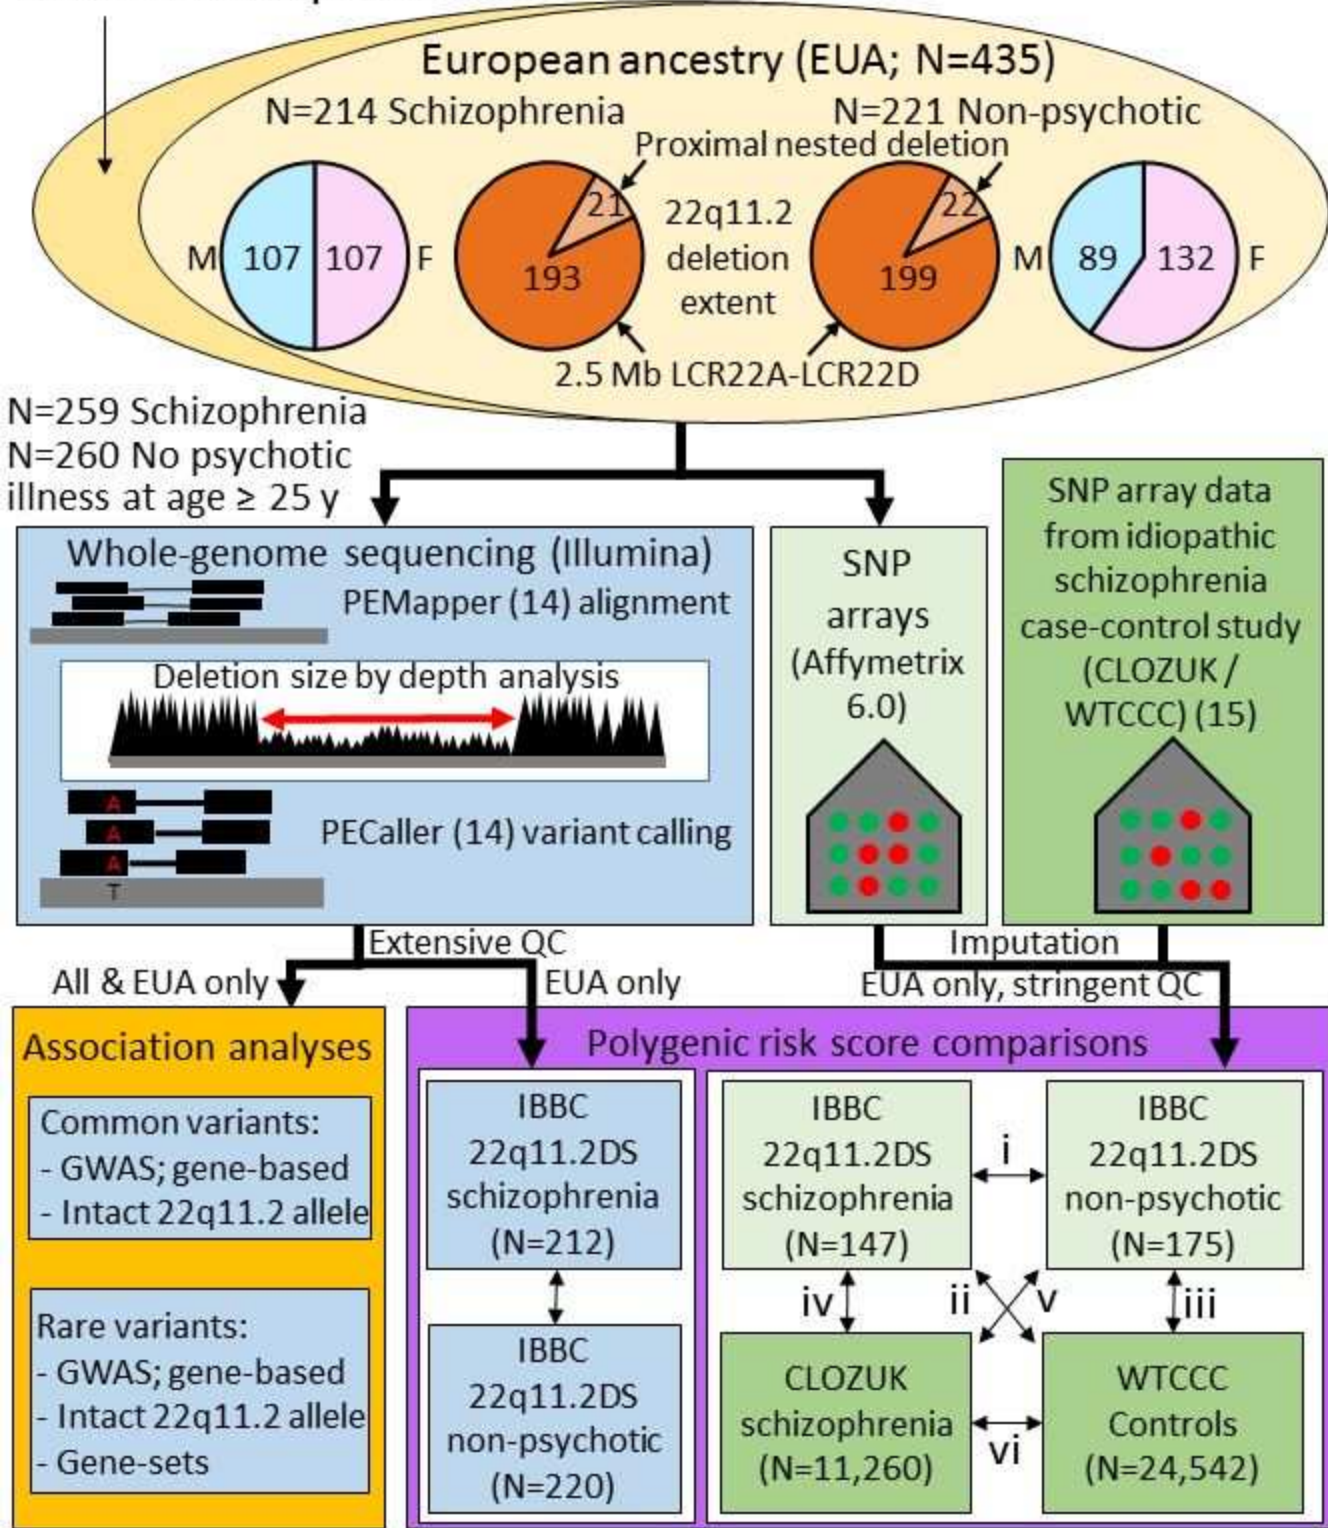 European ancestry (EUA; N=435)
N=214 Schizophrenia
N=221 Non-psychotic
Proximal nested deletion
21
22
22q11.2
deletion
extent
M
107
107
F
193
199
M
89
132
F
2.5 Mb LCR22A-LCR22D
N=259 Schizophrenia
N=260 No psychotic
illness at age ≥ 25 y
Whole-genome sequencing (Illumina)
PEMapper (14) alignment
Deletion size by depth analysis
A
A
A
T
PECaller (14) variant calling
SNP
arrays
(Affymetrix
6.0)
SNP array data
from idiopathic
schizophrenia
case-control study
(CLOZUK /
WTCCC) (15)
Extensive QC
All & EUA only
EUA only
Imputation
EUA only, stringent QC
Association analyses
Common variants:
- GWAS; gene-based
- Intact 22q11.2 allele
Rare variants:
- GWAS; gene-based
- Intact 22q11.2 allele
- Gene-sets
Polygenic risk score comparisons
IBBC
22q11.2DS
schizophrenia
(N=212)
IBBC
22q11.2DS
non-psychotic
(N=220)
IBBC
22q11.2DS
schizophrenia
(N=147)
i
IBBC
22q11.2DS
non-psychotic
(N=175)
iv
ii
v
iii
CLOZUK
schizophrenia
(N=11,260)
vi
WTCCC
Controls
(N=24,542)